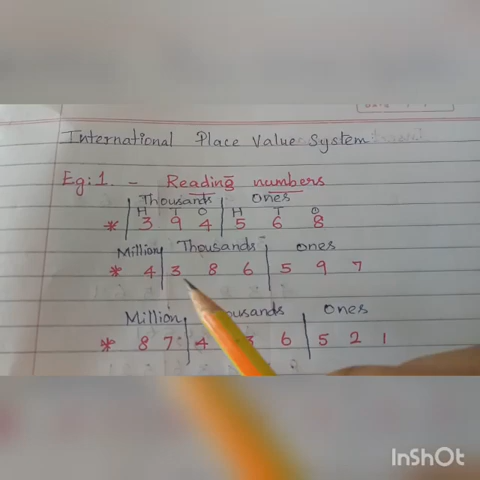 International Place Value System
Eg:1. - Reading numbers
Thousands Ones
H T O H T O
* 3 9 4 5 6 8
Million Thousands Ones
* 4 3 8 6 5 9 7
Million Ones
* 8 7 4 3 6 5 2 1
InShOt